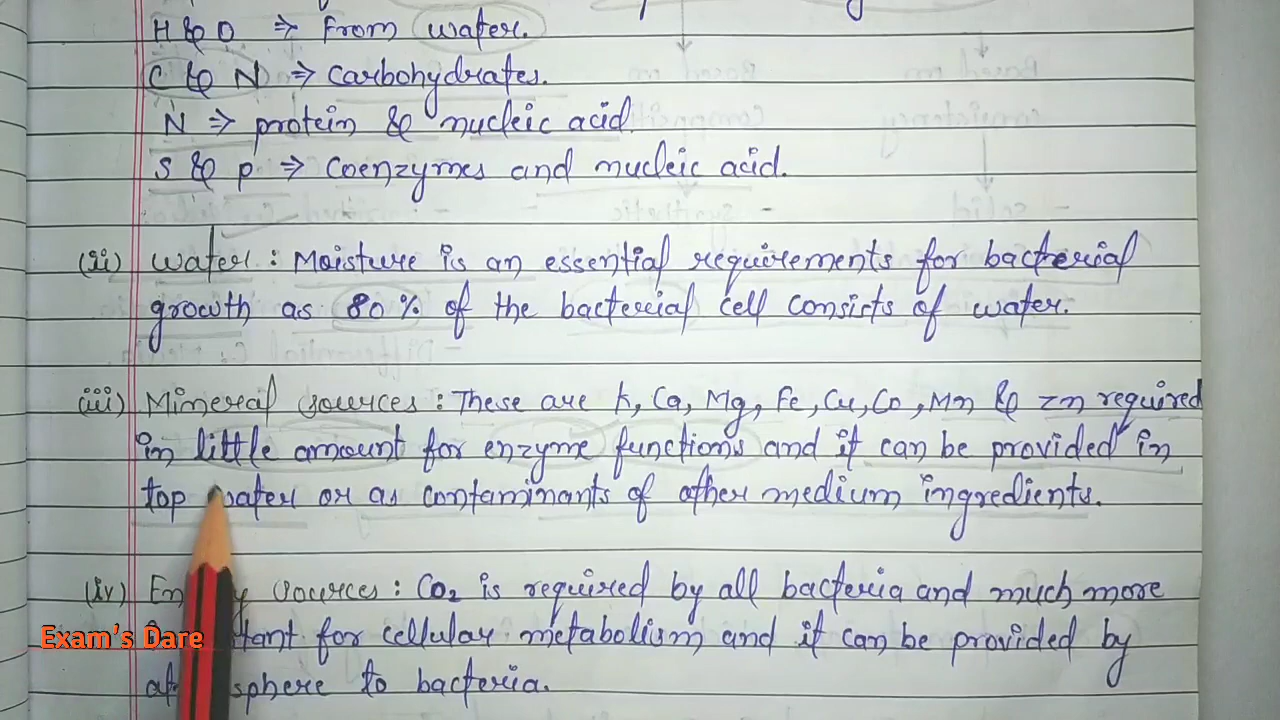 H & O ⇒ From water.
C & N ⇒ carbohydrates.
N ⇒ protein & nucleic acid.
S & p ⇒ coenzymes and nucleic acid.
(ii) water : Moisture is an essential requirements for bacterial
growth as 80% of the bacterial cell consists of water.
(iii) Mineral sources : These are K, Ca, Mg, Fe, Cu, Co, Mn & Zn required
in little amount for enzyme functions and it can be provided in
top water or as contaminants of other medium ingredients.
(iv) sources : CO₂ is required by all bacteria and much more
for cellular metabolism and it can be provided by
to bacteria.
Exam's Dare